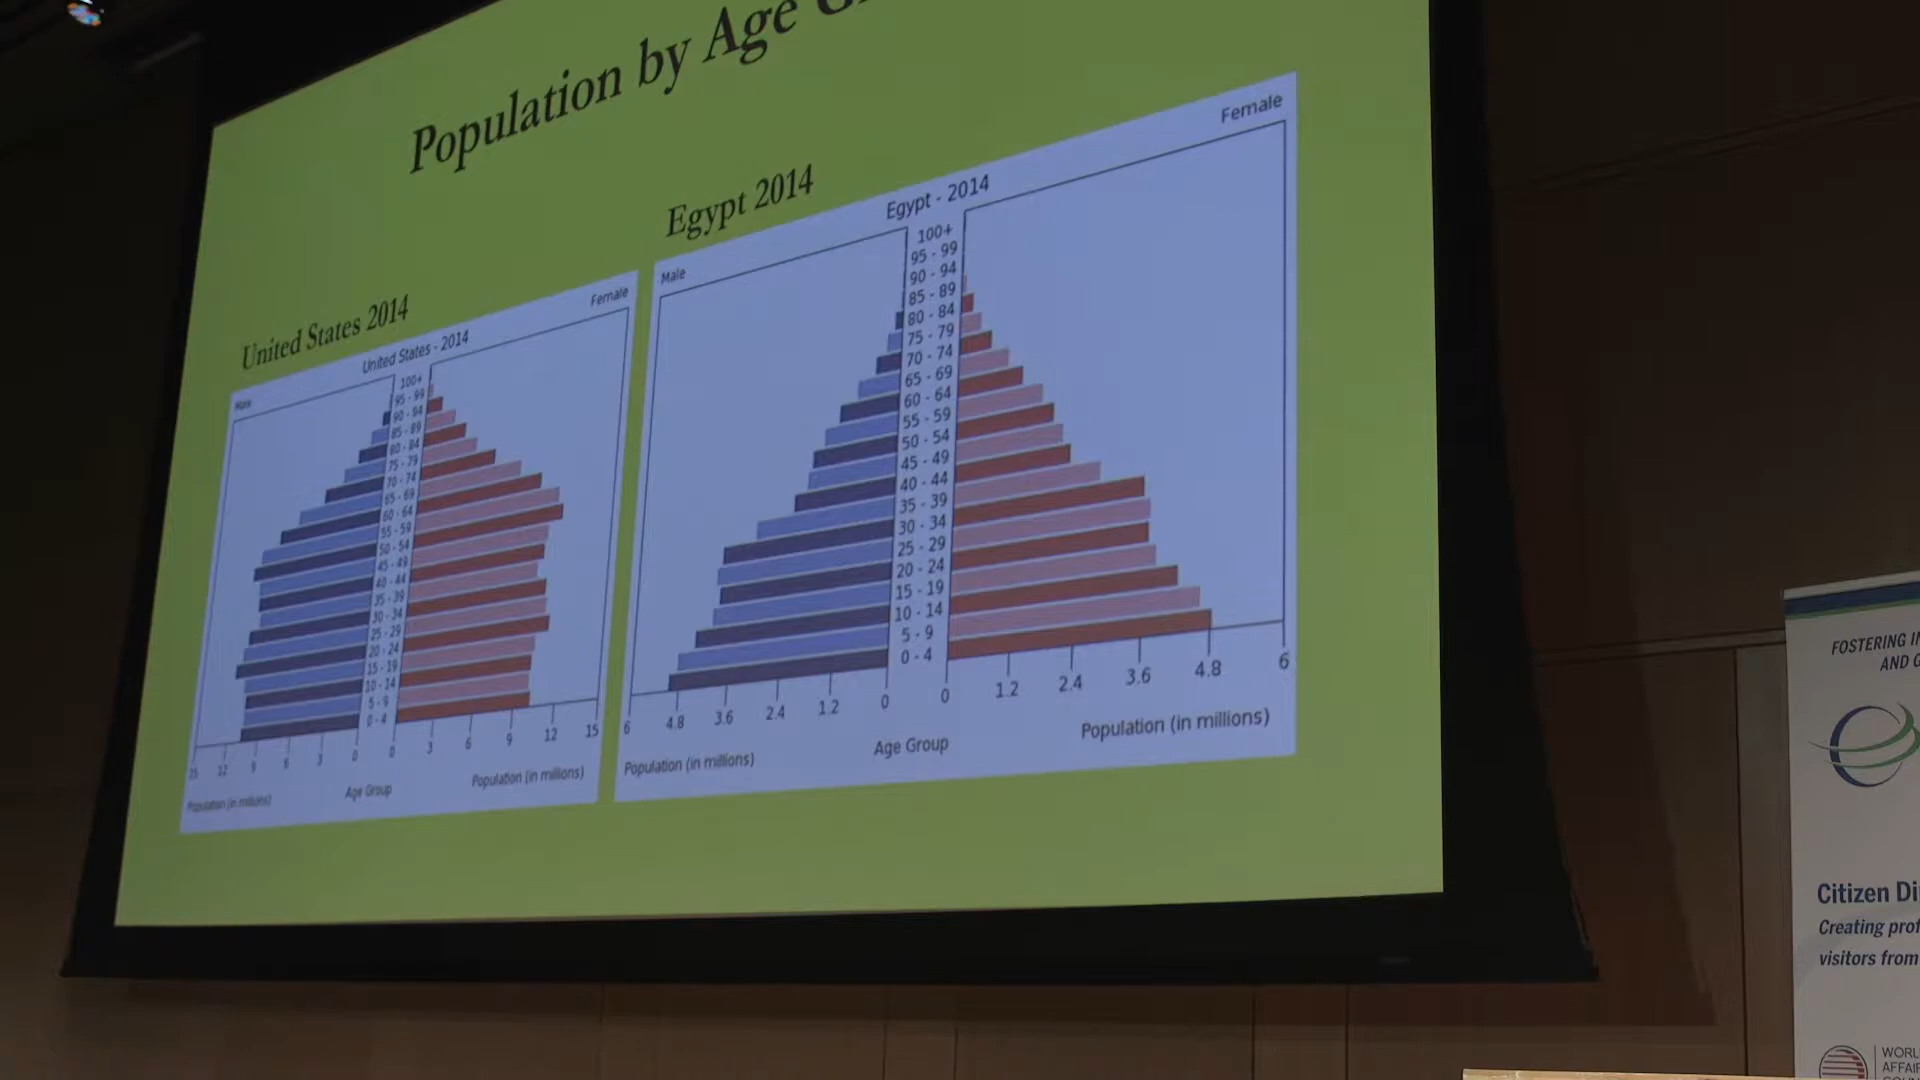 Population by Age
United States 2014
United States - 2014
Male
Female
100+
95 - 99
90 - 94
85 - 89
80 - 84
75 - 79
70 - 74
65 - 69
60 - 64
55 - 59
50 - 54
45 - 49
40 - 44
35 - 39
30 - 34
25 - 29
20 - 24
15 - 19
10 - 14
5 - 9
0 - 4
15 12 9 6 3 0 0 3 6 9 12 15
Population (in millions)
Age Group
Population (in millions)
Egypt 2014
Egypt - 2014
Male
Female
100+
95 - 99
90 - 94
85 - 89
80 - 84
75 - 79
70 - 74
65 - 69
60 - 64
55 - 59
50 - 54
45 - 49
40 - 44
35 - 39
30 - 34
25 - 29
20 - 24
15 - 19
10 - 14
5 - 9
0 - 4
6 4.8 3.6 2.4 1.2 0 0 1.2 2.4 3.6 4.8 6
Population (in millions)
Age Group
Population (in millions)
FOSTERING
AND
Citizen
Creating
visitors from